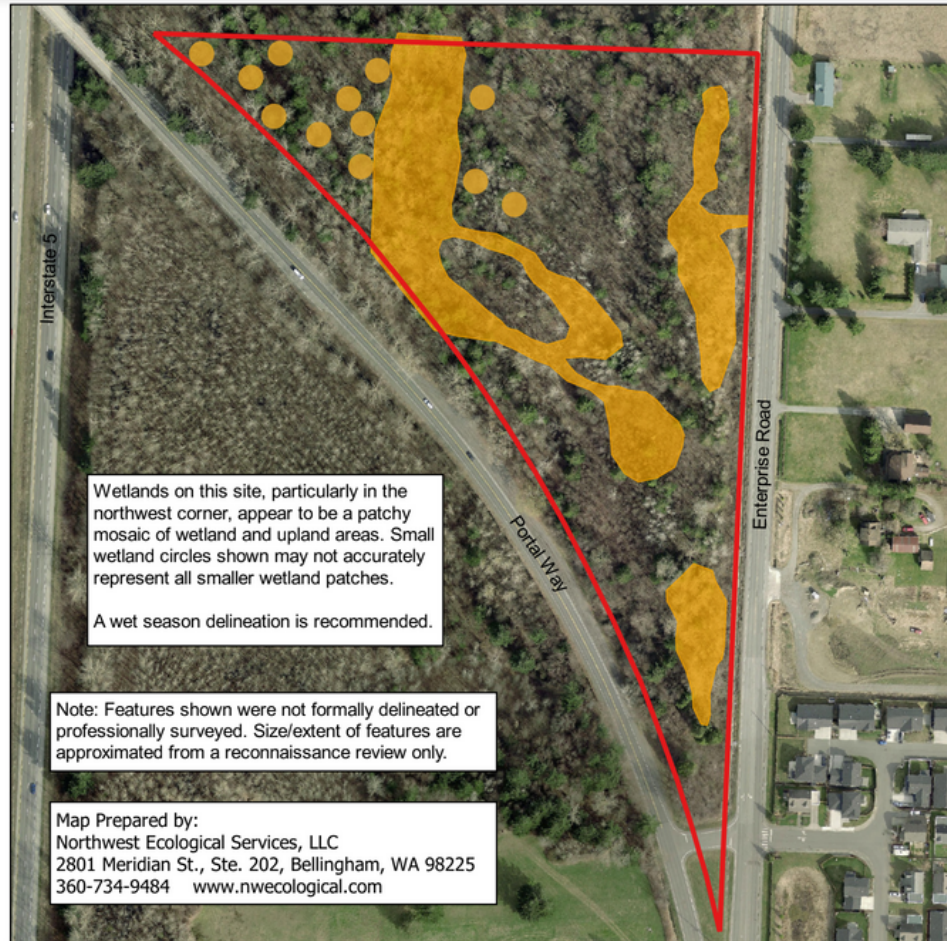 Interstate 5
Enterprise Road
Portal Way
Wetlands on this site, particularly in the
northwest corner, appear to be a patchy
mosaic of wetland and upland areas. Small
wetland circles shown may not accurately
represent all smaller wetland patches.
A wet season delineation is recommended.
Note: Features shown were not formally delineated or
professionally surveyed. Size/extent of features are
approximated from a reconnaissance review only.
Map Prepared by:
Northwest Ecological Services, LLC
2801 Meridian St., Ste. 202, Bellingham, WA 98225
360-734-9484 www.nwecological.com